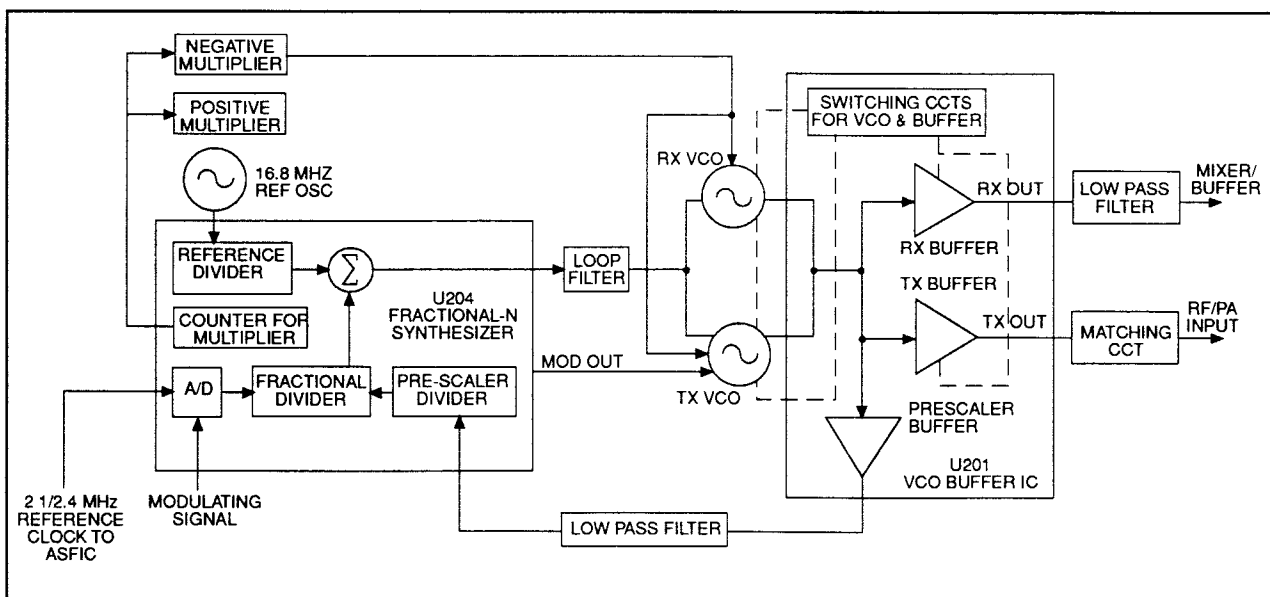 NEGATIVE
MULTIPLIER
POSITIVE
MULTIPLIER
16.8 MHZ
REF OSC
REFERENCE
DIVIDER
Σ
COUNTER FOR
MULTIPLIER
U204
FRACTIONAL-N
SYNTHESIZER
A/D
FRACTIONAL
DIVIDER
PRE-SCALER
DIVIDER
2 1/2.4 MHz
REFERENCE
CLOCK TO
ASFIC
MODULATING
SIGNAL
MOD OUT
LOOP
FILTER
RX VCO
TX VCO
SWITCHING CCTS
FOR VCO & BUFFER
RX OUT
RX BUFFER
TX BUFFER
TX OUT
PRESCALER
BUFFER
U201
VCO BUFFER IC
LOW PASS FILTER
LOW PASS
FILTER
MIXER/
BUFFER
MATCHING
CCT
RF/PA
INPUT